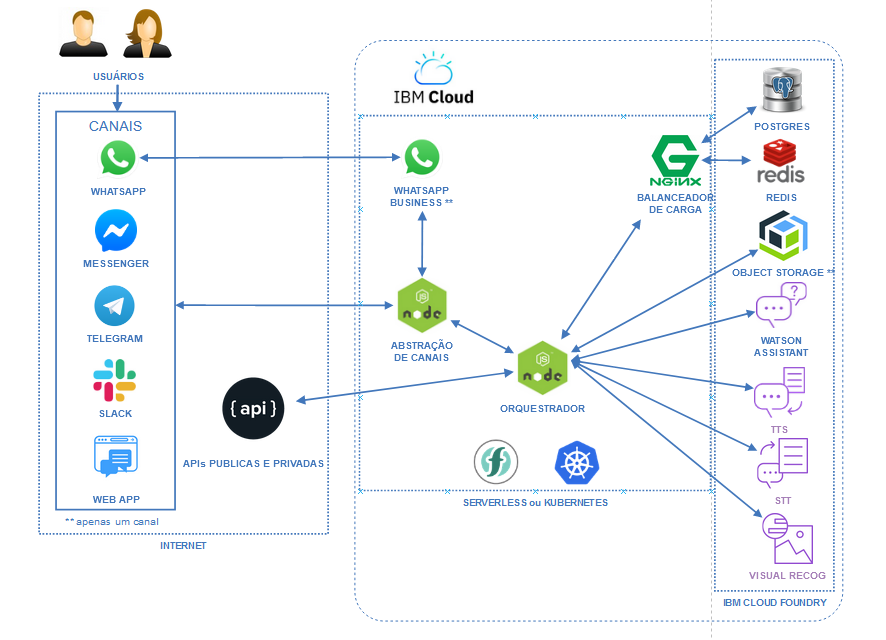 USUÁRIOS
CANAIS
WHATSAPP
MESSENGER
TELEGRAM
SLACK
WEB APP
** apenas um canal
INTERNET
{api}
APIs PUBLICAS E PRIVADAS
IBM Cloud
WHATSAPP
BUSINESS **
JS
node
ABSTRAÇÃO
DE CANAIS
JS
node
ORQUESTRADOR
SERVERLESS ou KUBERNETES
NGiNX
BALANCEADOR
DE CARGA
POSTGRES
redis
REDIS
OBJECT STORAGE **
?
WATSON
ASSISTANT
TTS
STT
VISUAL RECOG
IBM CLOUD FOUNDRY